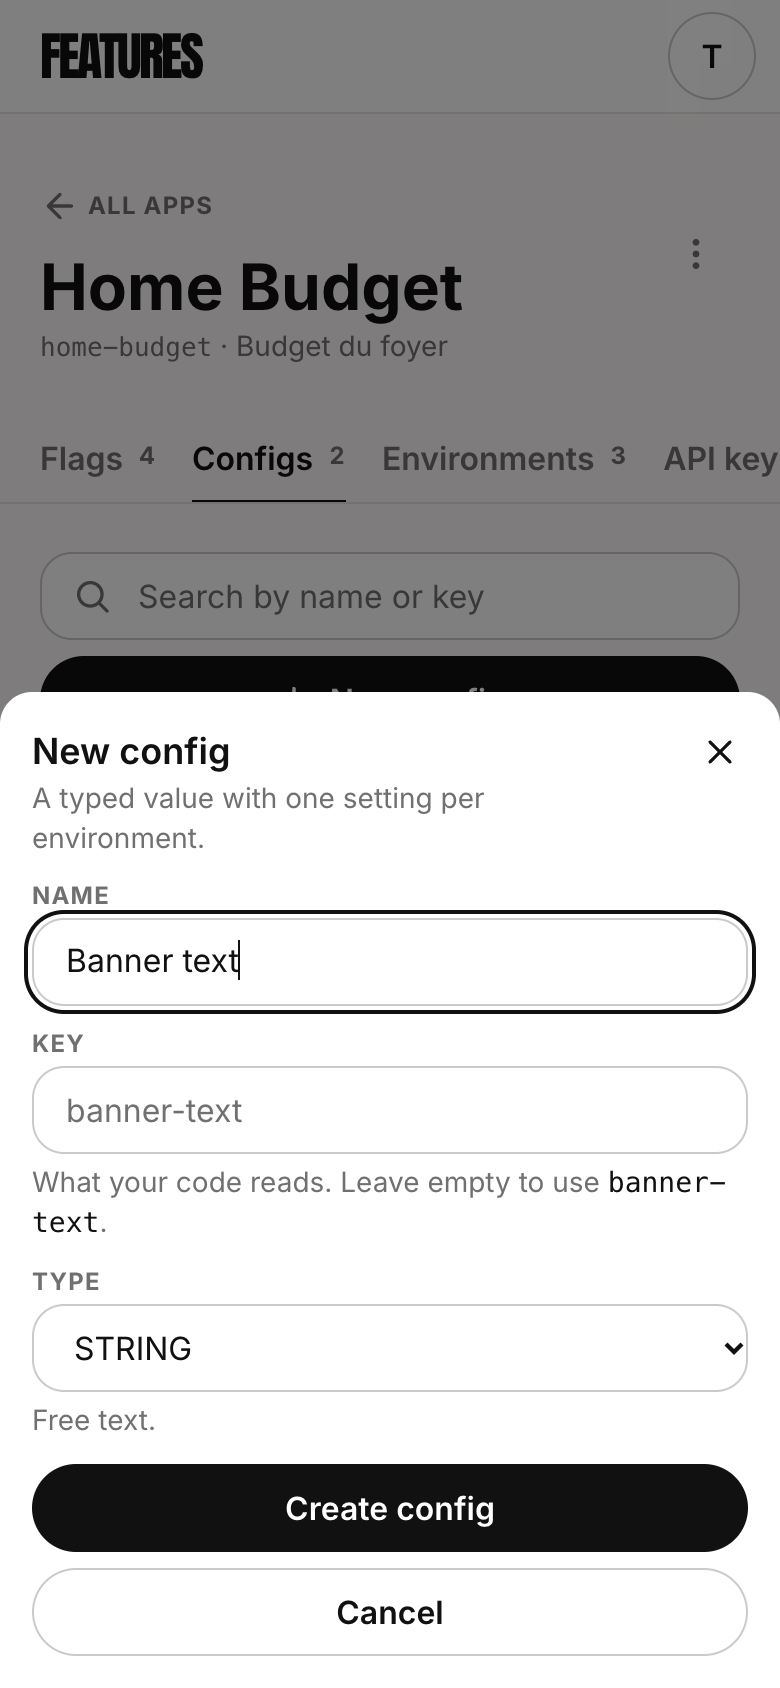 FEATURES
T
ALL APPS
Home Budget
home-budget · Budget du foyer
Flags 4 Configs 2 Environments 3 API key
Search by name or key
New config
A typed value with one setting per
environment.
NAME
Banner text
KEY
banner-text
What your code reads. Leave empty to use banner-
text.
TYPE
STRING
Free text.
Create config
Cancel